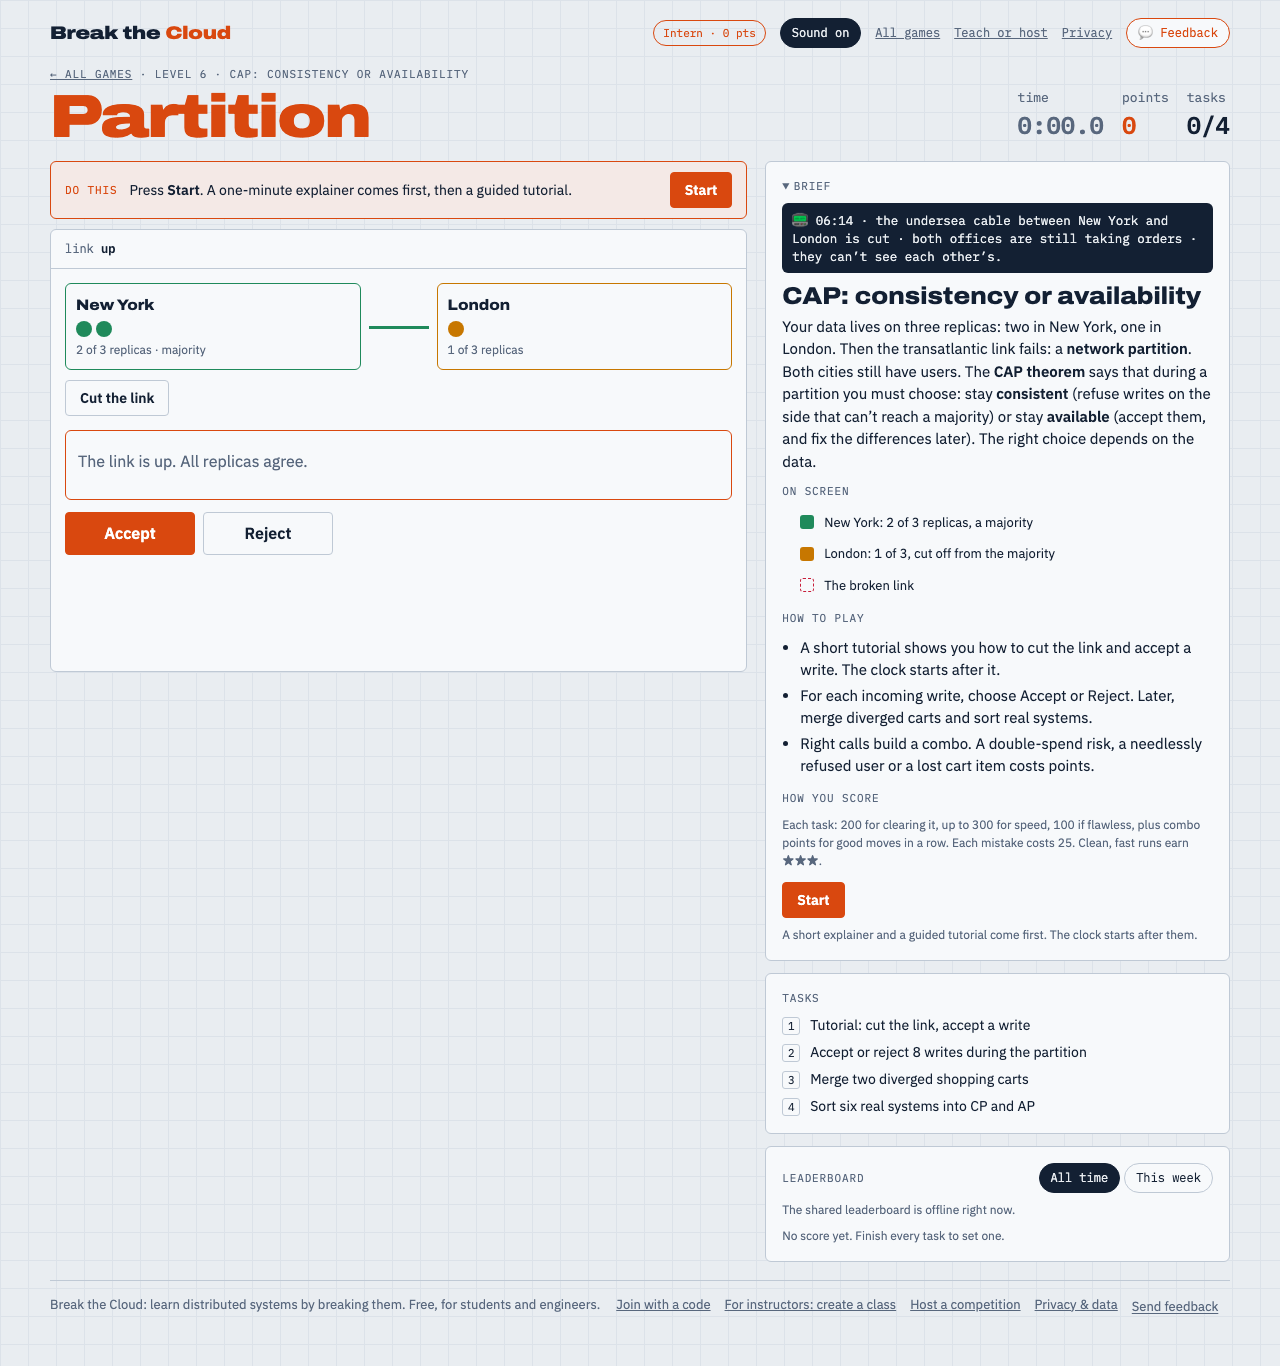 Break the Cloud
Intern · 0 pts
Sound on
All games
Teach or host
Privacy
💬 Feedback
← ALL GAMES · LEVEL 6 · CAP: CONSISTENCY OR AVAILABILITY
Partition
time
0:00.0
points
0
tasks
0/4
DO THIS
Press Start. A one-minute explainer comes first, then a guided tutorial.
Start
link up
New York
2 of 3 replicas · majority
London
1 of 3 replicas
Cut the link
The link is up. All replicas agree.
Accept
Reject
▼ BRIEF
06:14 · the undersea cable between New York and
London is cut · both offices are still taking orders ·
they can’t see each other’s.
CAP: consistency or availability
Your data lives on three replicas: two in New York, one in
London. Then the transatlantic link fails: a network partition.
Both cities still have users. The CAP theorem says that during a
partition you must choose: stay consistent (refuse writes on the
side that can’t reach a majority) or stay available (accept them,
and fix the differences later). The right choice depends on the
data.
ON SCREEN
New York: 2 of 3 replicas, a majority
London: 1 of 3, cut off from the majority
The broken link
HOW TO PLAY
• A short tutorial shows you how to cut the link and accept a
write. The clock starts after it.
• For each incoming write, choose Accept or Reject. Later,
merge diverged carts and sort real systems.
• Right calls build a combo. A double-spend risk, a needlessly
refused user or a lost cart item costs points.
HOW YOU SCORE
Each task: 200 for clearing it, up to 300 for speed, 100 if flawless, plus combo
points for good moves in a row. Each mistake costs 25. Clean, fast runs earn
★★★.
Start
A short explainer and a guided tutorial come first. The clock starts after them.
TASKS
1 Tutorial: cut the link, accept a write
2 Accept or reject 8 writes during the partition
3 Merge two diverged shopping carts
4 Sort six real systems into CP and AP
LEADERBOARD
All time
This week
The shared leaderboard is offline right now.
No score yet. Finish every task to set one.
Break the Cloud: learn distributed systems by breaking them. Free, for students and engineers.
Join with a code
For instructors: create a class
Host a competition
Privacy & data
Send feedback